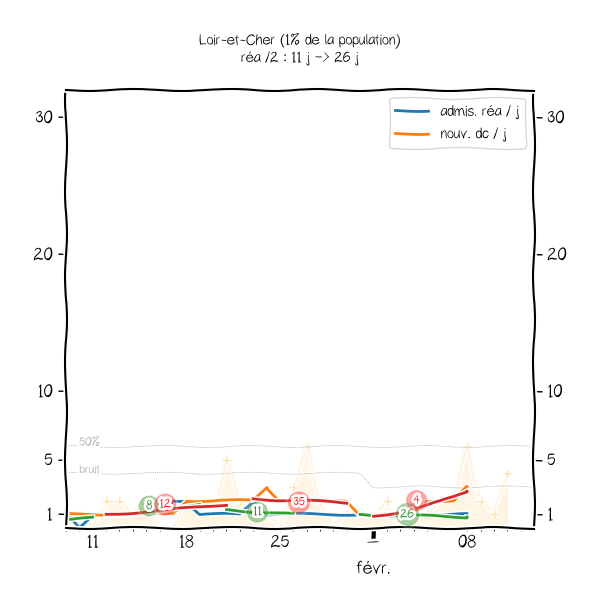 Loir-et-Cher (1% de la population)
réa /2 : 11 j -> 26 j
admis. réa / j
nouv. dc / j
30 30
20 20
10 10
50%
5 5
bruit
8 12 11 35 26 4
1 1
11 18 25 1 08
févr.